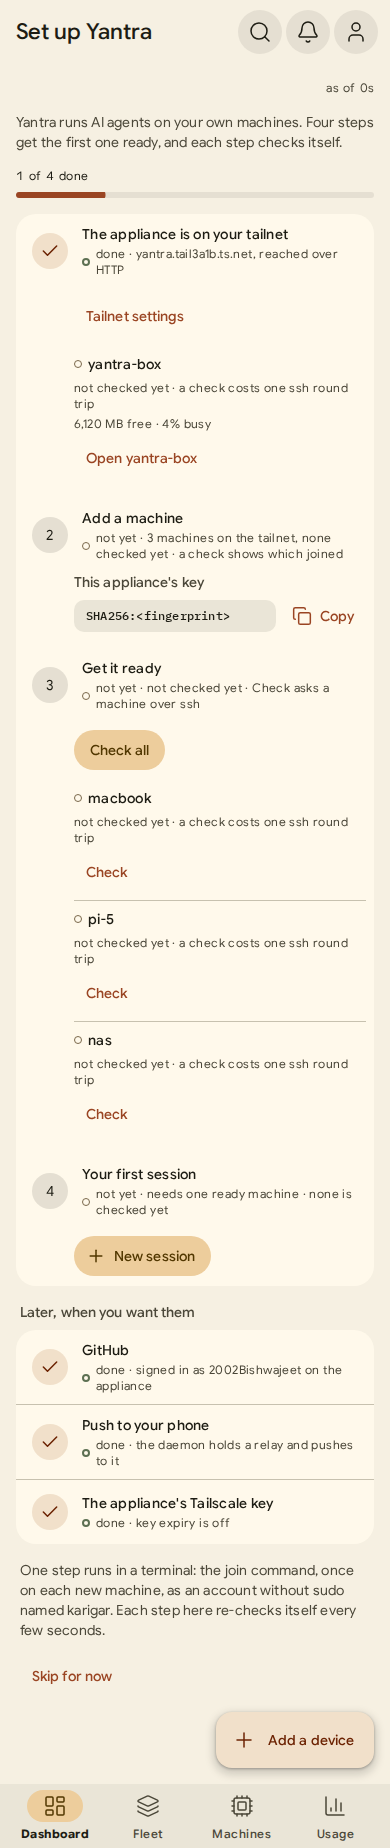 Set up Yantra
as of 0s
Yantra runs AI agents on your own machines. Four steps
get the first one ready, and each step checks itself.
1 of 4 done
The appliance is on your tailnet
done · yantra.tail3a1b.ts.net, reached over
HTTP
Tailnet settings
yantra-box
not checked yet · a check costs one ssh round
trip
6,120 MB free · 4% busy
Open yantra-box
2
Add a machine
not yet · 3 machines on the tailnet, none
checked yet · a check shows which joined
This appliance's key
SHA256:<fingerprint>
Copy
3
Get it ready
not yet · not checked yet · Check asks a
machine over ssh
Check all
macbook
not checked yet · a check costs one ssh round
trip
Check
pi-5
not checked yet · a check costs one ssh round
trip
Check
nas
not checked yet · a check costs one ssh round
trip
Check
4
Your first session
not yet · needs one ready machine · none is
checked yet
New session
Later, when you want them
GitHub
done · signed in as 2002Bishwajeet on the
appliance
Push to your phone
done · the daemon holds a relay and pushes
to it
The appliance's Tailscale key
done · key expiry is off
One step runs in a terminal: the join command, once
on each new machine, as an account without sudo
named karigar. Each step here re-checks itself every
few seconds.
Skip for now
Add a device
Dashboard
Fleet
Machines
Usage